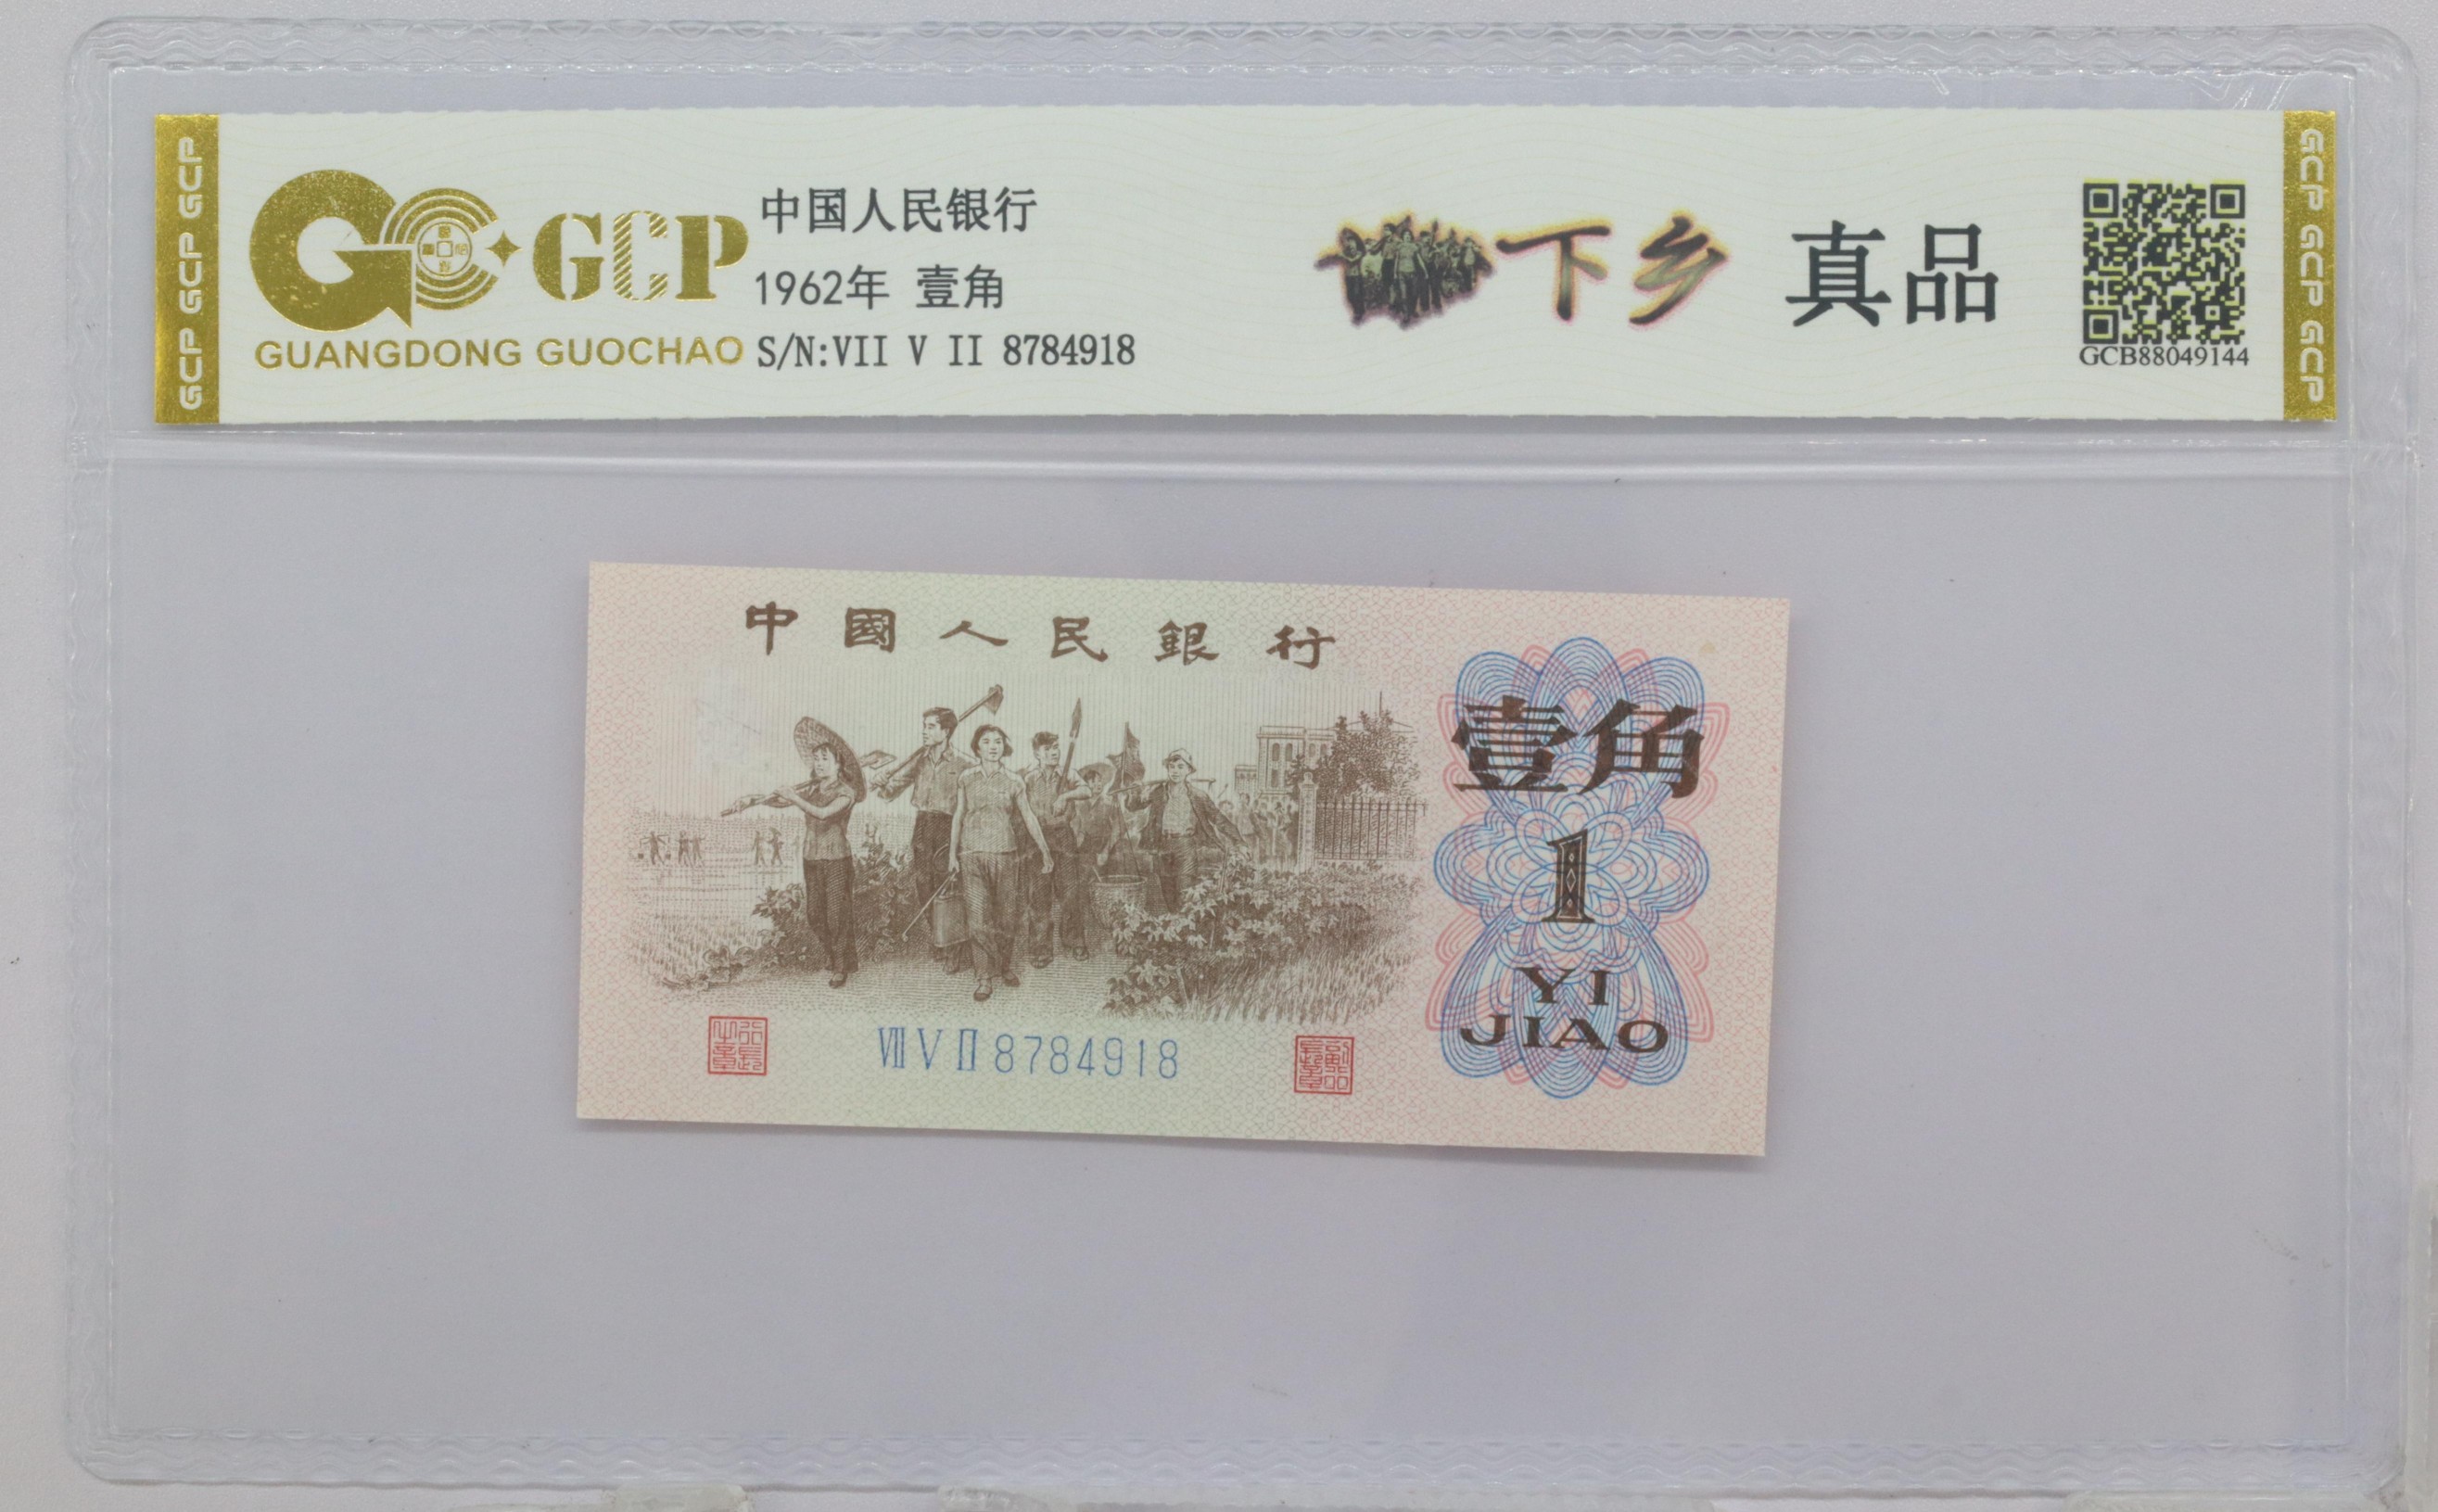 GCP GCP GCP
GCP
中国人民银行
1962年 壹角
GUANGDONG GUOCHAO
S/N:VII V II 8784918
下乡
真品
GCB88049144
GCP GCP GCP
中國人民銀行
壹角
1
YI
JIAO
VIII V II 8784918